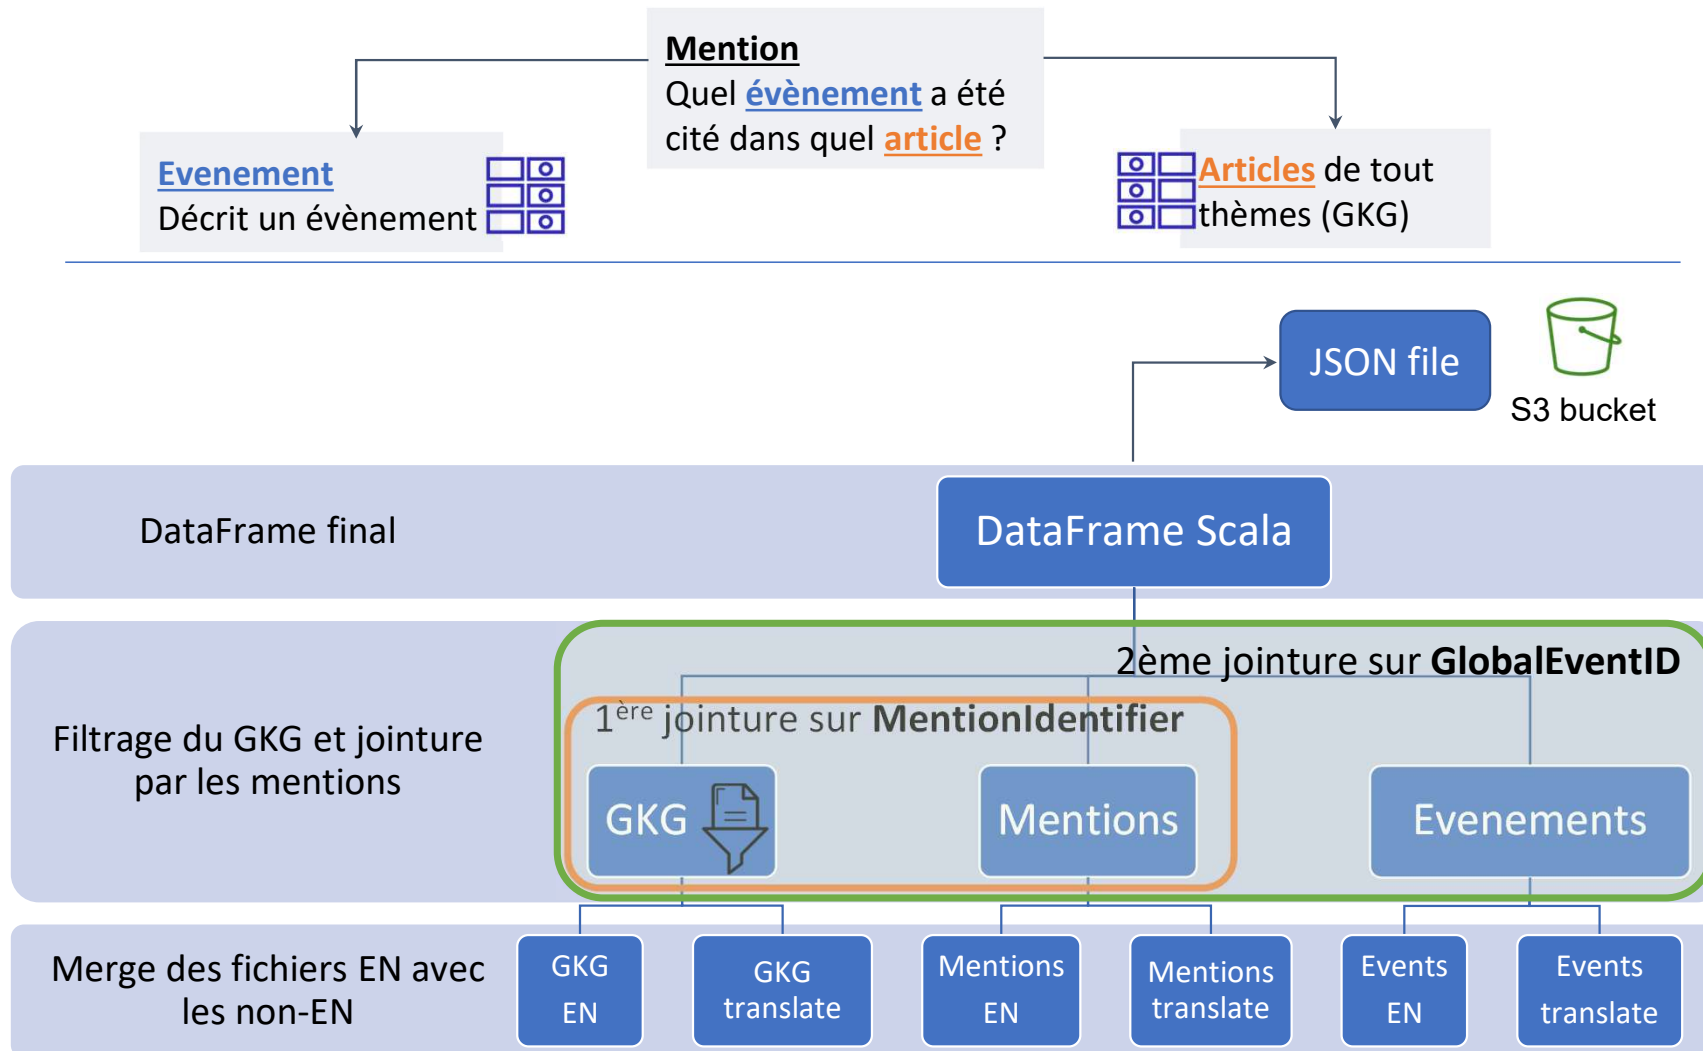 Mention
Quel évènement a été
cité dans quel article ?
Evenement
Décrit un évènement
Articles de tout
thèmes (GKG)
JSON file
S3 bucket
DataFrame final
DataFrame Scala
2ème jointure sur GlobalEventID
1ère jointure sur MentionIdentifier
Filtrage du GKG et jointure
par les mentions
GKG
Mentions
Evenements
Merge des fichiers EN avec
les non-EN
GKG
EN
GKG
translate
Mentions
EN
Mentions
translate
Events
EN
Events
translate